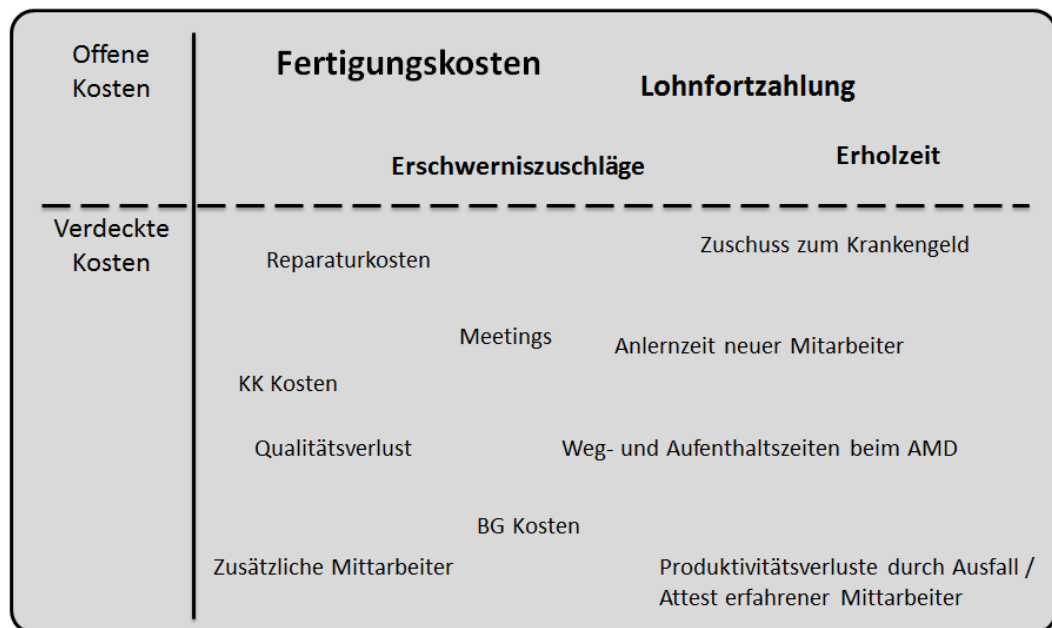 Offene
Kosten
Fertigungskosten
Lohnfortzahlung
Erschwerniszuschläge
Erholzeit
Verdeckte
Kosten
Reparaturkosten
Zuschuss zum Krankengeld
Meetings
Anlernzeit neuer Mitarbeiter
KK Kosten
Qualitätsverlust
Weg- und Aufenthaltszeiten beim AMD
BG Kosten
Zusätzliche Mittarbeiter
Produktivitätsverluste durch Ausfall /
Attest erfahrener Mittarbeiter